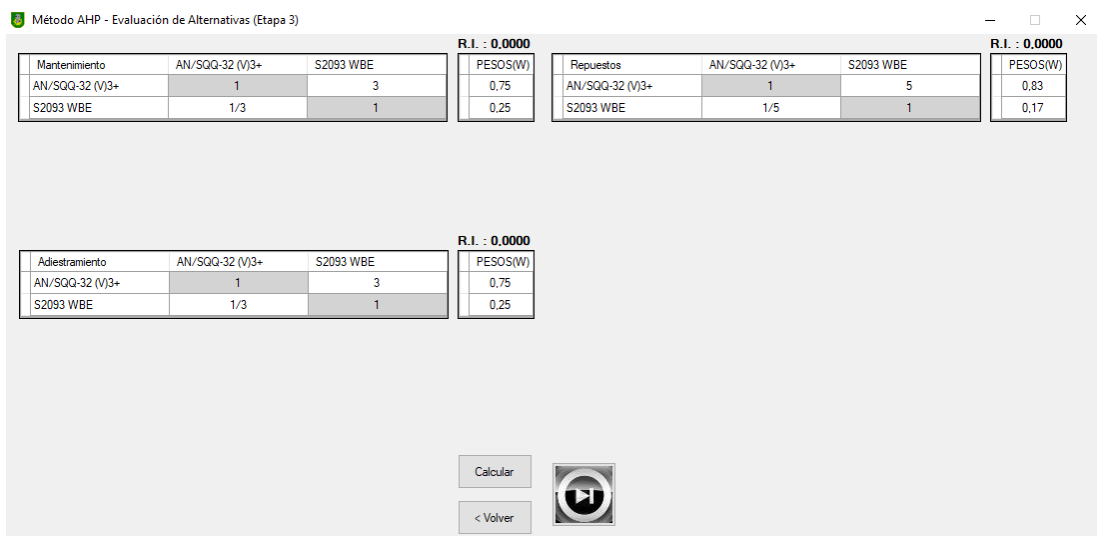 Método AHP - Evaluación de Alternativas (Etapa 3)
R.I. : 0,0000
Mantenimiento AN/SQQ-32 (V)3+ S2093 WBE PESOS(W)
AN/SQQ-32 (V)3+ 1 3 0,75
S2093 WBE 1/3 1 0,25
R.I. : 0,0000
Repuestos AN/SQQ-32 (V)3+ S2093 WBE PESOS(W)
AN/SQQ-32 (V)3+ 1 5 0,83
S2093 WBE 1/5 1 0,17
R.I. : 0,0000
Adiestramiento AN/SQQ-32 (V)3+ S2093 WBE PESOS(W)
AN/SQQ-32 (V)3+ 1 3 0,75
S2093 WBE 1/3 1 0,25
Calcular
< Volver